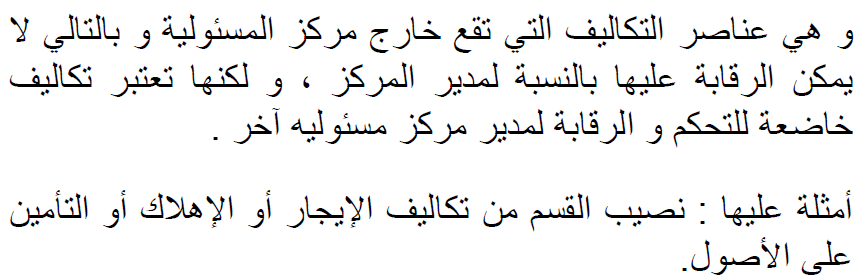 و هي عناصر التكاليف التي تقع خارج مركز المسئولية و بالتالي لا
يمكن الرقابة عليها بالنسبة لمدير المركز ، و لكنها تعتبر تكاليف
خاضعة للتحكم و الرقابة لمدير مركز مسئوليه آخر .
أمثلة عليها : نصيب القسم من تكاليف الإيجار أو الإهلاك أو التأمين
على الأصول.